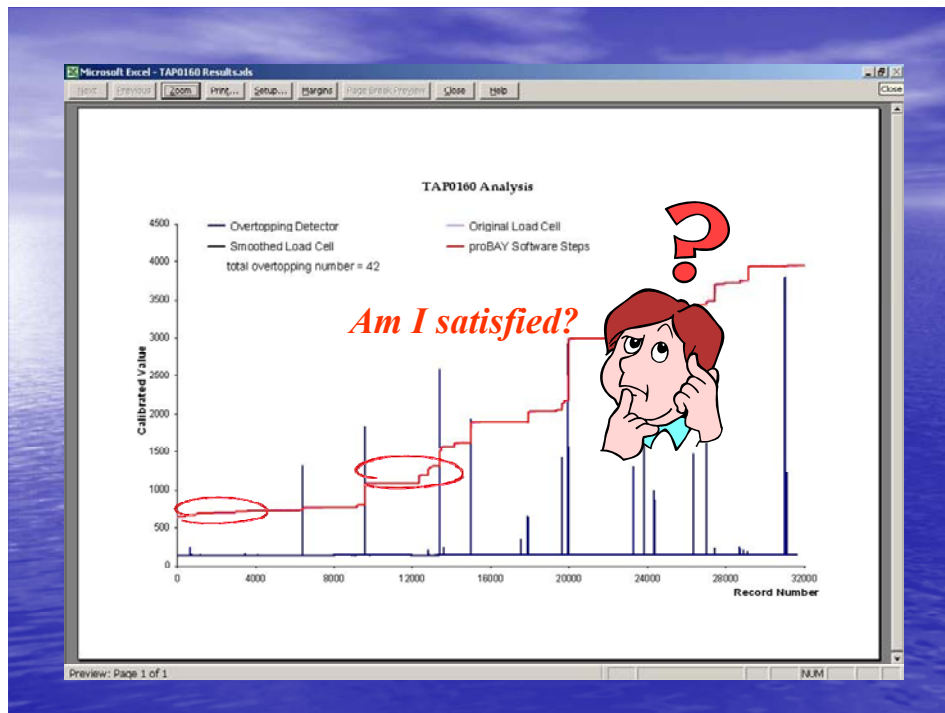 Microsoft Excel - TAP0160 Results.xls
Next Previous Zoom Print... Setup... Margins Page Break Preview Close Help
Close
TAP0160 Analysis
Overtopping Detector
Original Load Cell
Smoothed Load Cell
proBAY Software Steps
total overtopping number = 42
Am I satisfied?
?
Calibrated Value
4500
4000
3500
3000
2500
2000
1500
1000
500
0
0 4000 8000 12000 16000 20000 24000 28000 32000
Record Number
Preview: Page 1 of 1
NUM